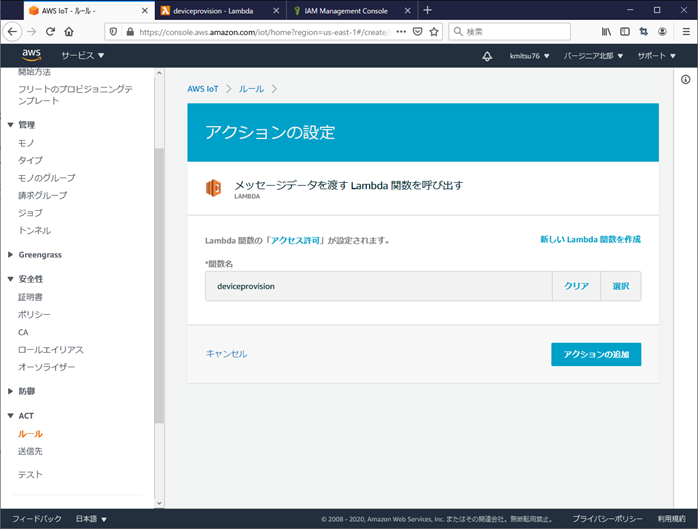 AWS IoT - ルール -
deviceprovision - Lambda
IAM Management Console
https://console.aws.amazon.com/iot/home?region=us-east-1#/create/
検索
aws
サービス
kmitsu76
バージニア北部
サポート
開始方法
フリートのプロビジョニングテ
ンプレート
管理
モノ
タイプ
モノのグループ
請求グループ
ジョブ
トンネル
Greengrass
安全性
証明書
ポリシー
CA
ロールエイリアス
オーソライザー
防御
ACT
ルール
送信先
テスト
AWS IoT
ルール
アクションの設定
メッセージデータを渡す Lambda 関数を呼び出す
LAMBDA
Lambda 関数の「アクセス許可」が設定されます。
新しい Lambda 関数を作成
*関数名
deviceprovision
クリア
選択
キャンセル
アクションの追加
フィードバック
日本語
© 2008 - 2020, Amazon Web Services, Inc. またはその関連会社。無断転用禁止。
プライバシーポリシー
利用規約